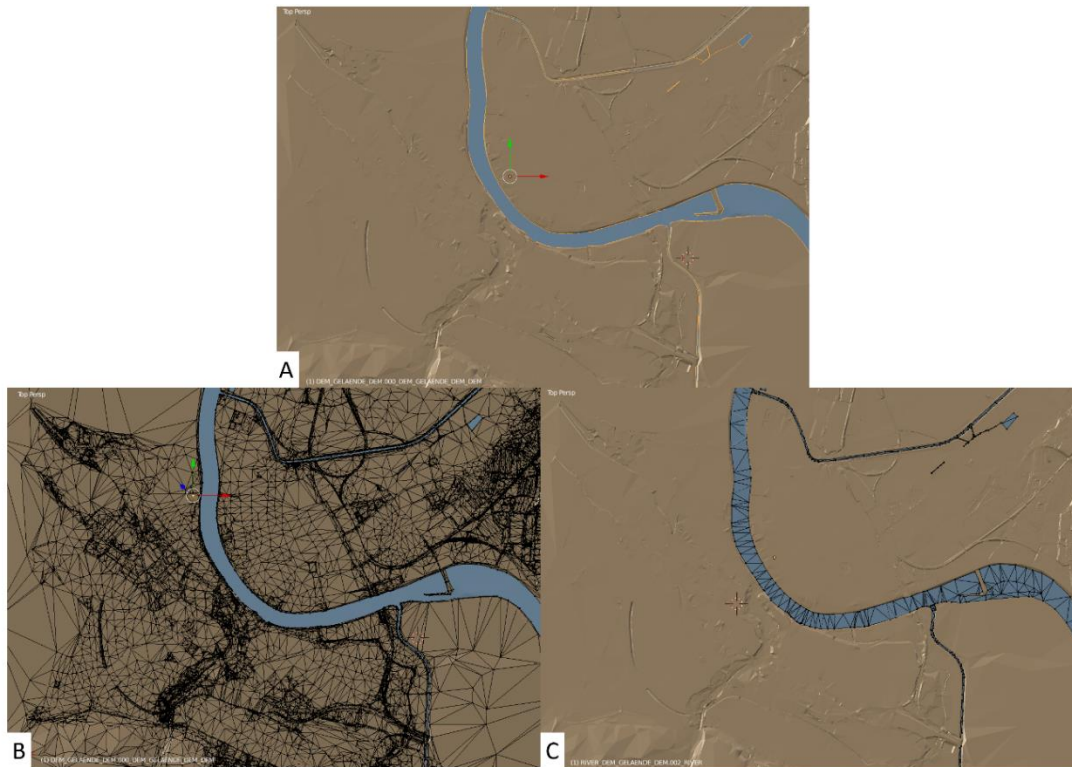 Top Persp
A
(1) DEM_GELAENDE_DEM.000_DEM_GELAENDE_DEM_DEM
Top Persp
B
(1) DEM_GELAENDE_DEM.000_DEM_GELAENDE_DEM_DEM
Top Persp
C
(1) RIVER_DEM_GELAENDE_DEM.002_RIVER